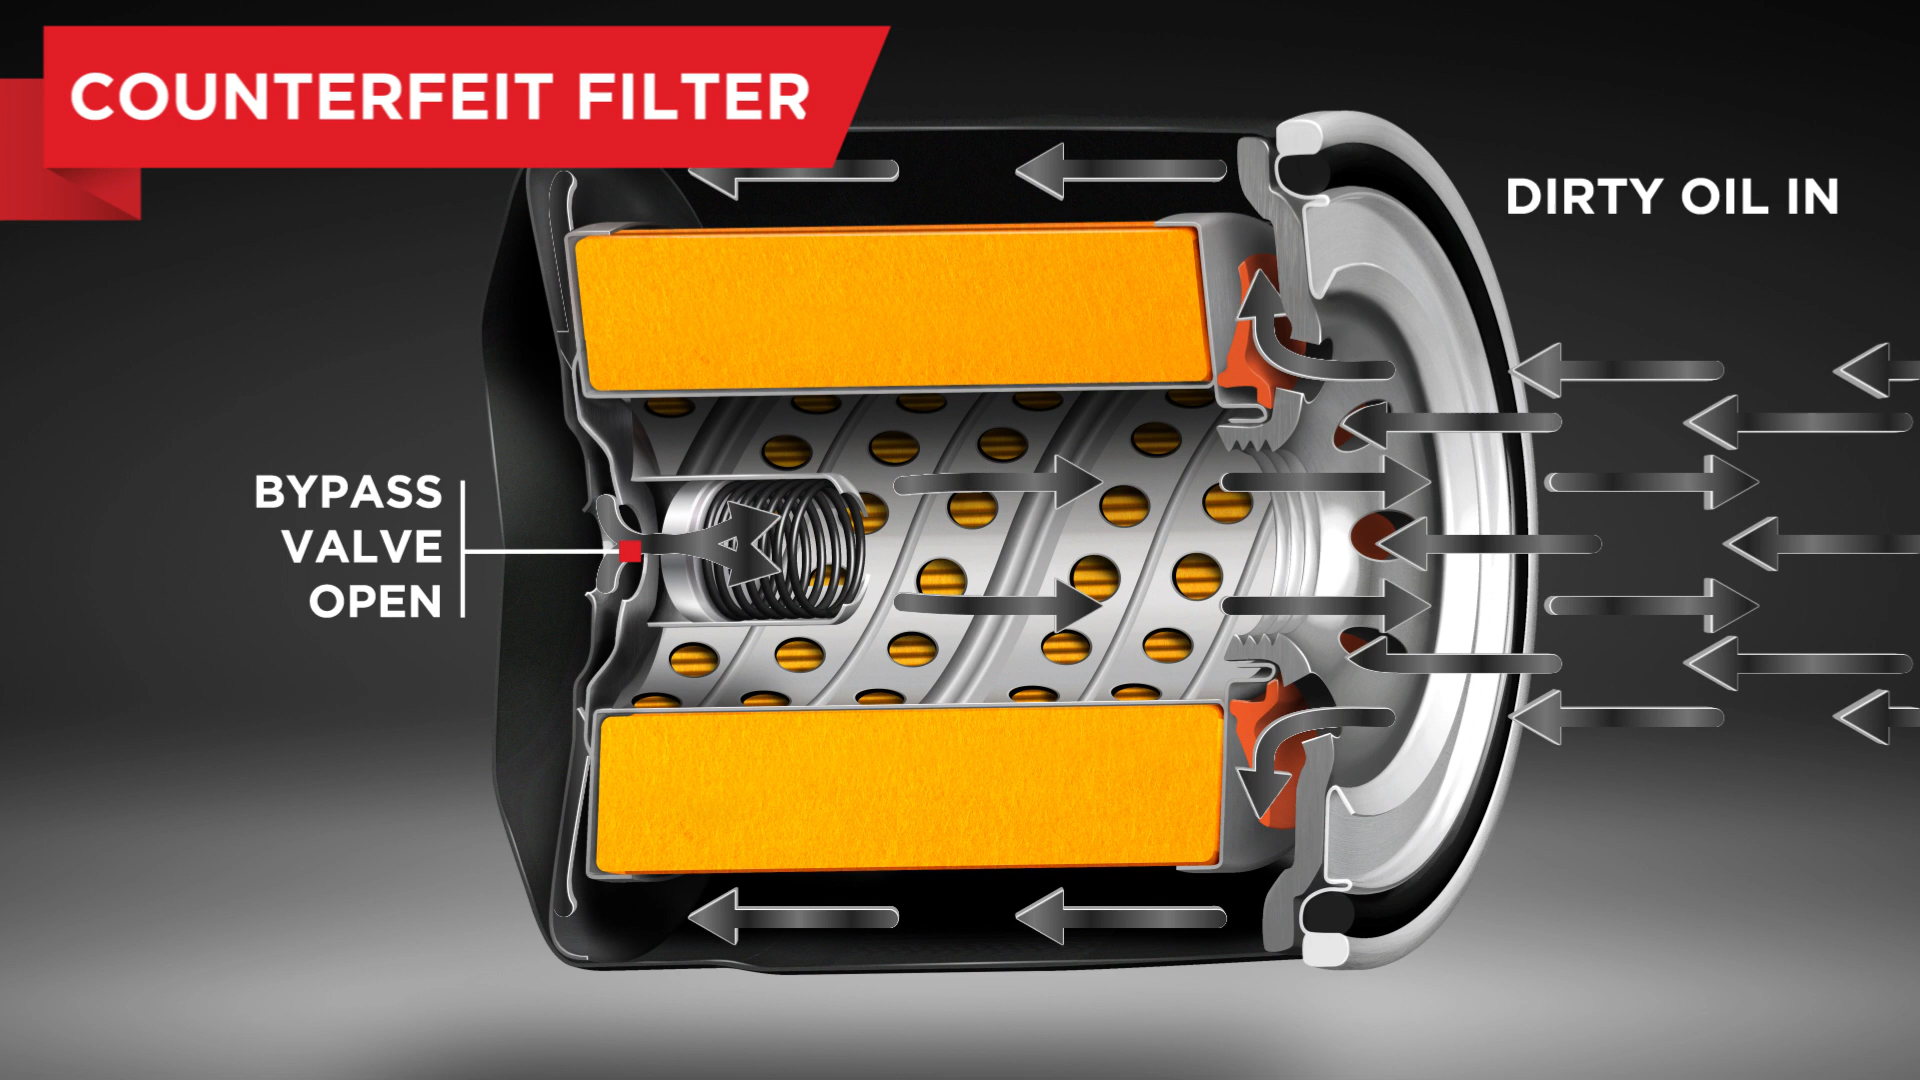 COUNTERFEIT FILTER
DIRTY OIL IN
BYPASS
VALVE
OPEN